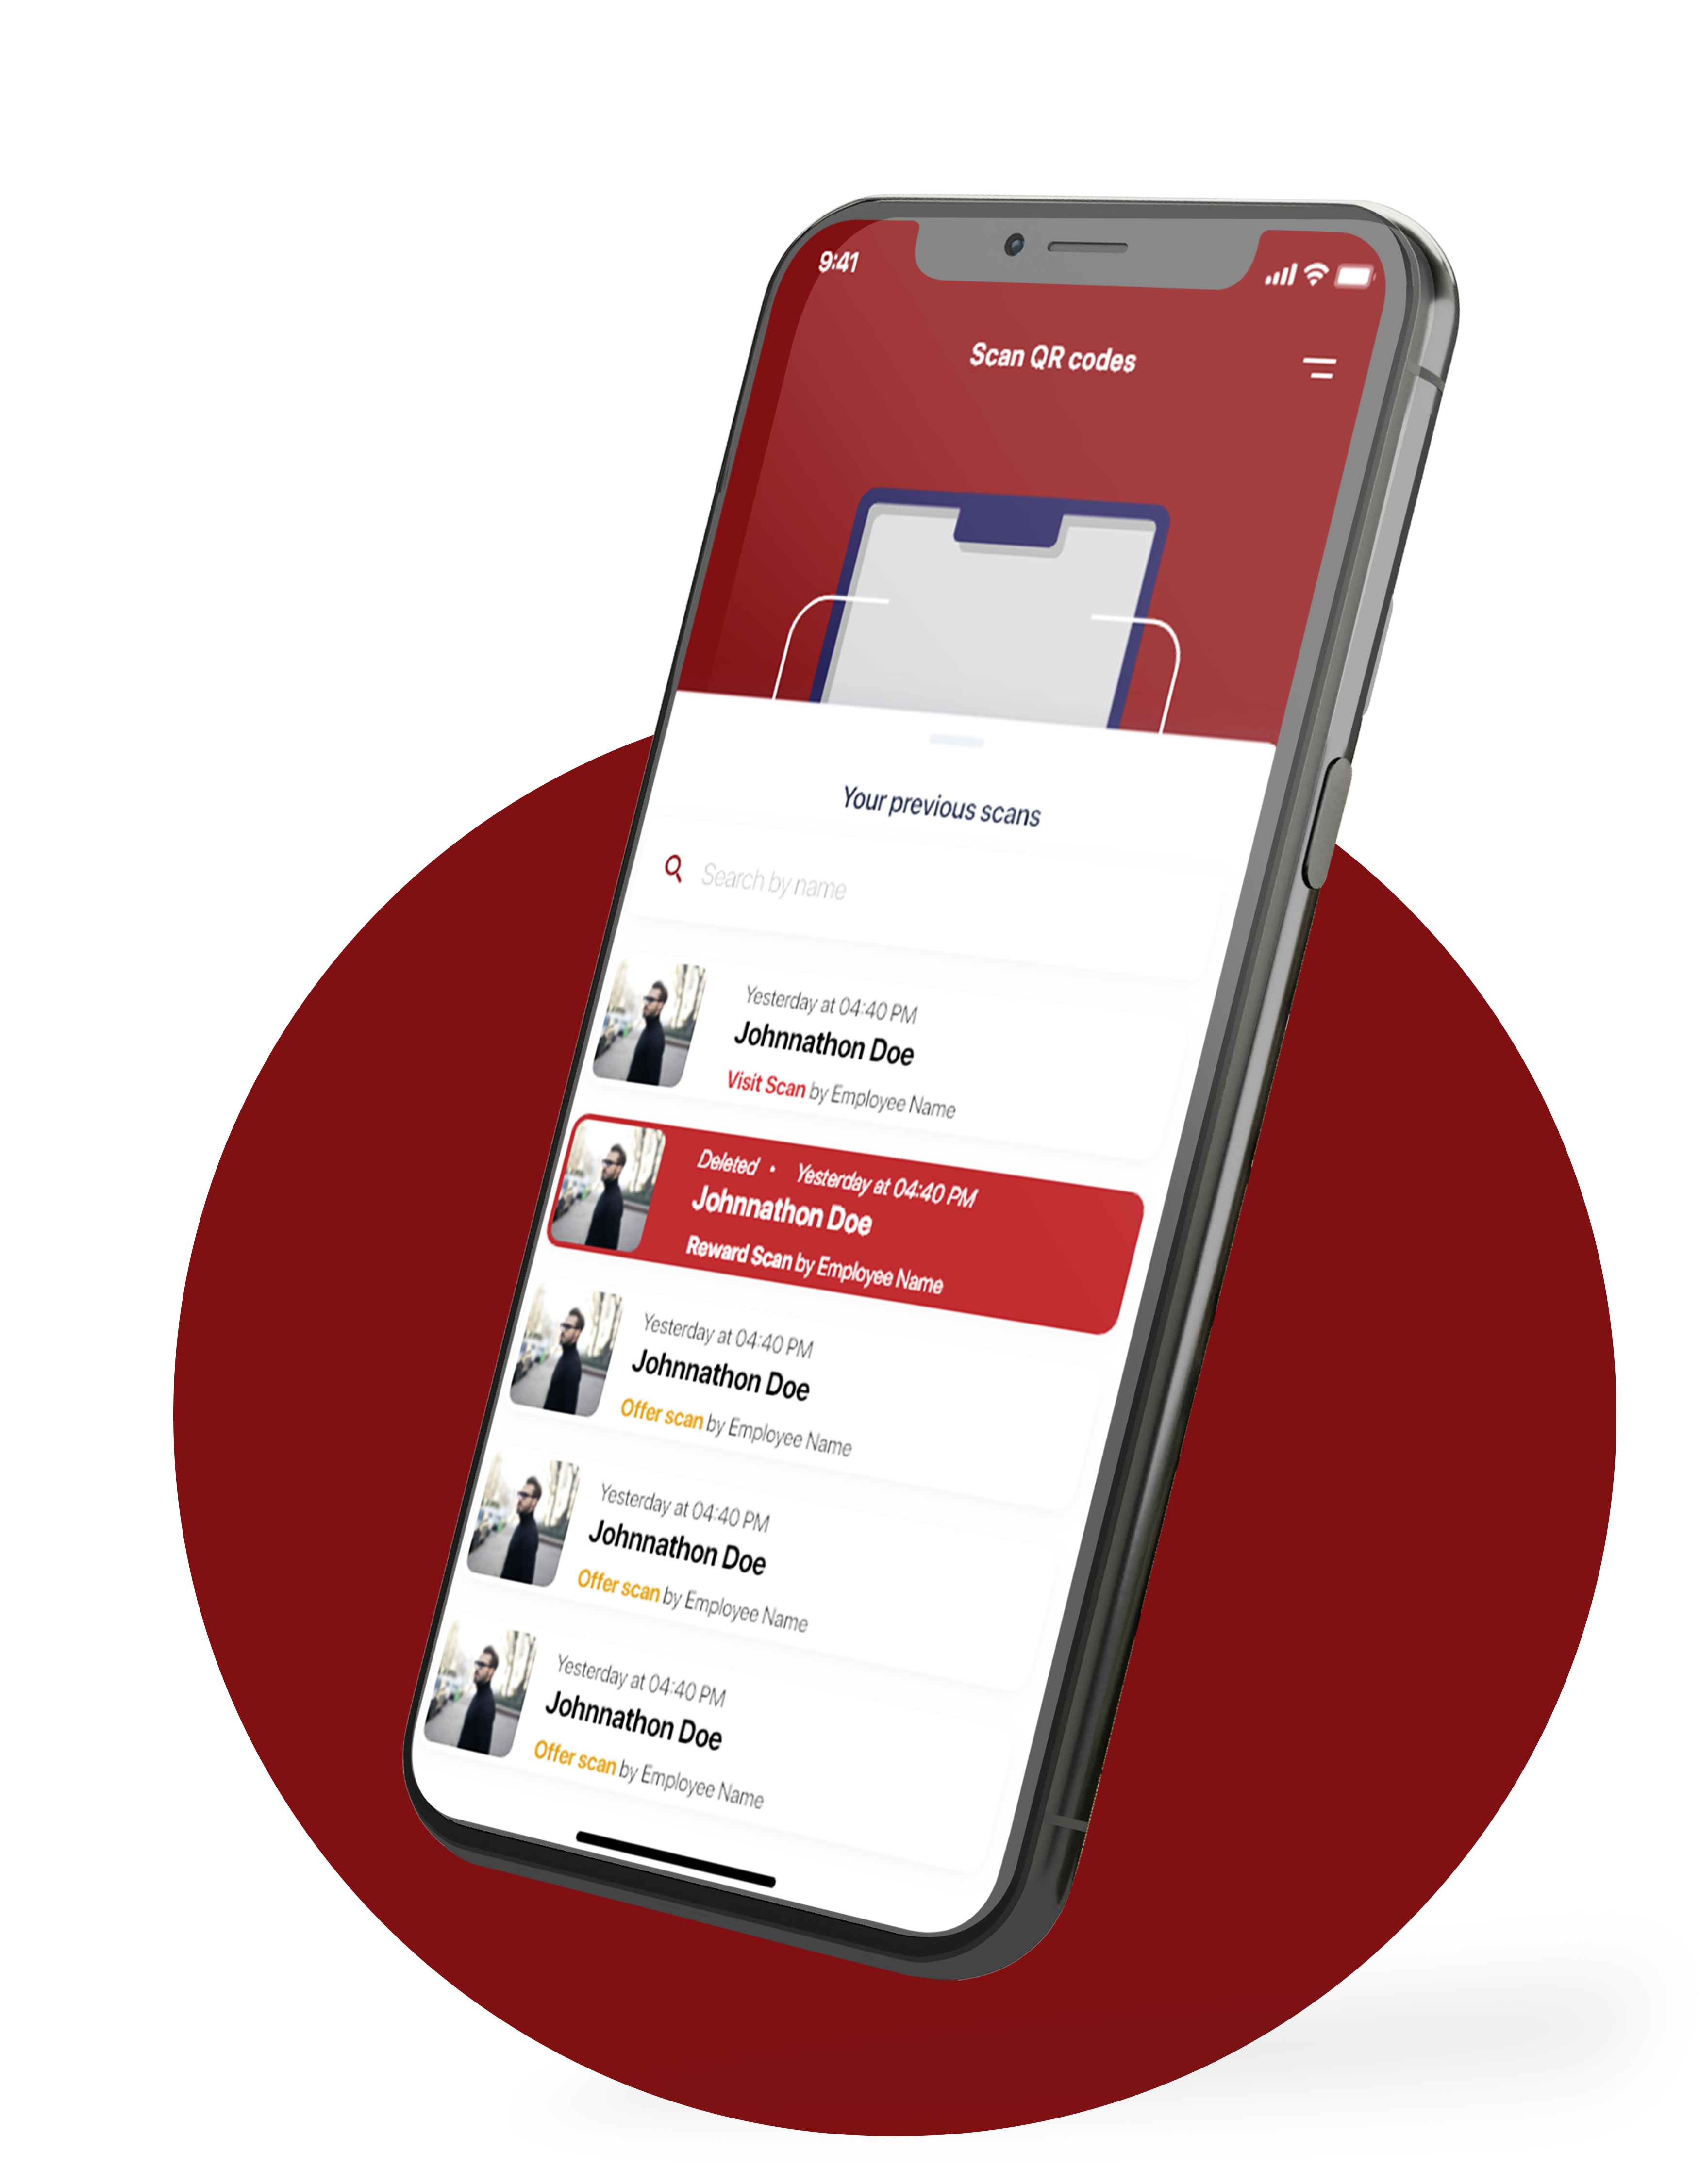 9:41
Scan QR codes
Your previous scans
Search by name
Yesterday at 04:40 PM
Johnnathon Doe
Visit Scan by Employee Name
Deleted • Yesterday at 04:40 PM
Johnnathon Doe
Reward Scan by Employee Name
Yesterday at 04:40 PM
Johnnathon Doe
Offer scan by Employee Name
Yesterday at 04:40 PM
Johnnathon Doe
Offer scan by Employee Name
Yesterday at 04:40 PM
Johnnathon Doe
Offer scan by Employee Name